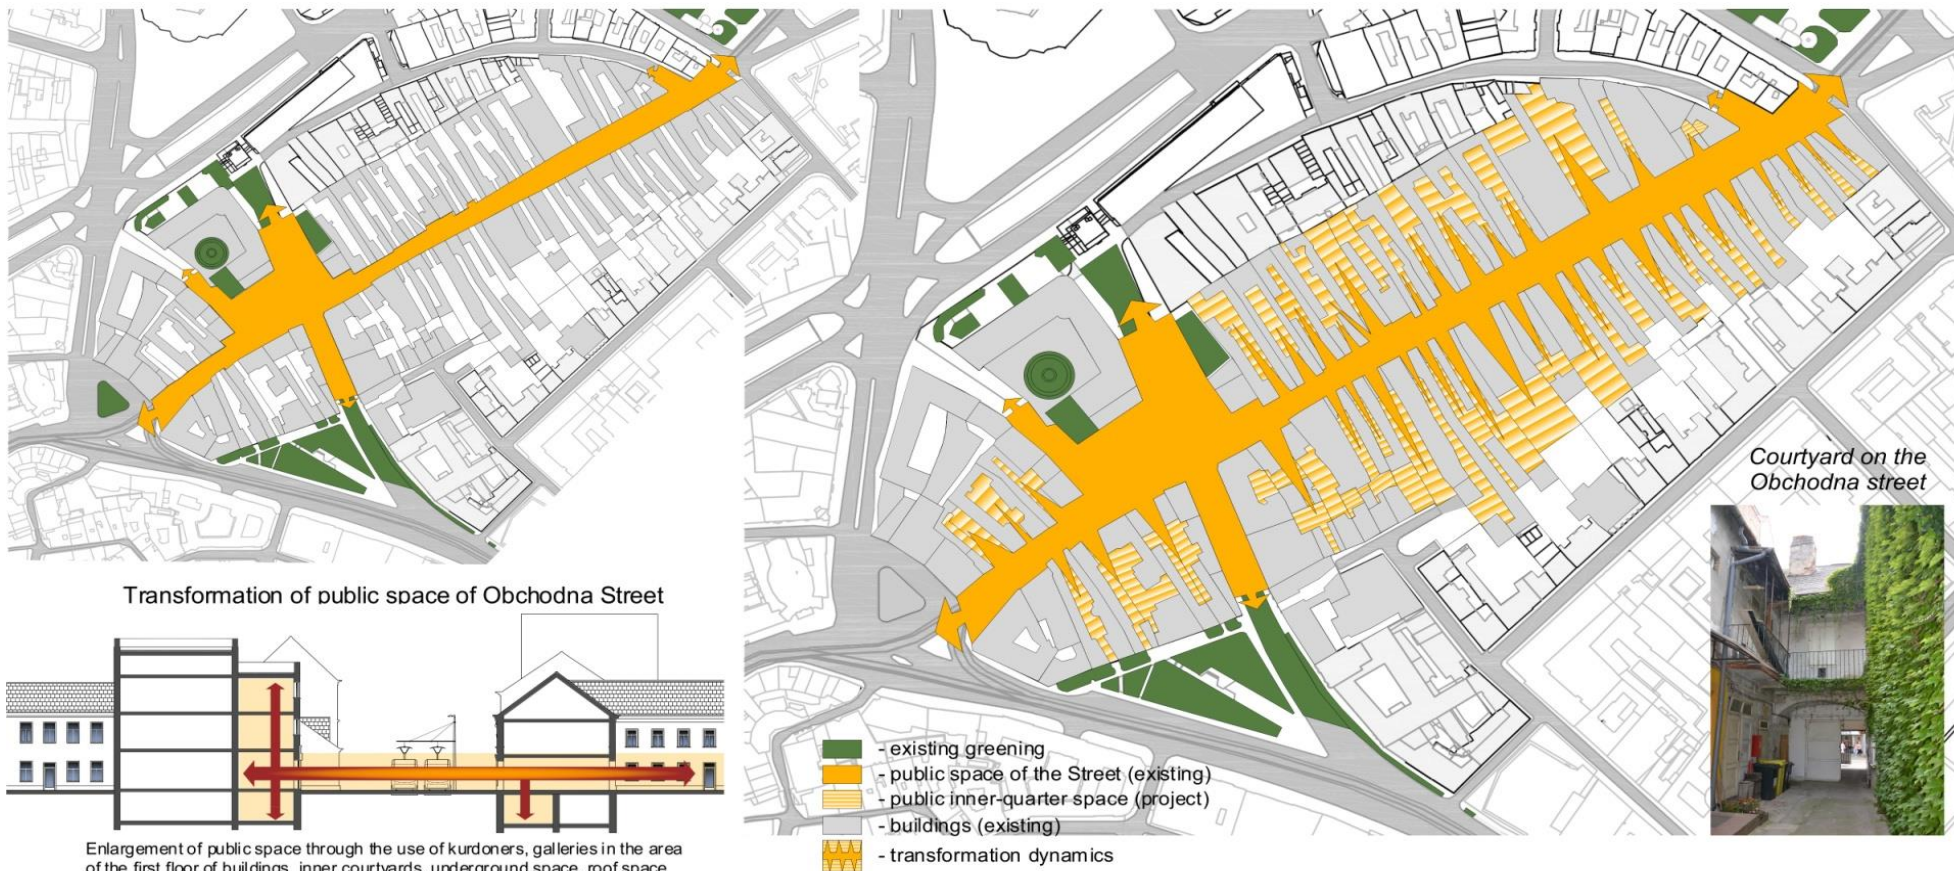 Transformation of public space of Obchodna Street
Enlargement of public space through the use of kurdoners, galleries in the area
of the first floor of buildings, inner courtyards, underground space, roof space
- existing greening
- public space of the Street (existing)
- public inner-quarter space (project)
- buildings (existing)
- transformation dynamics
Courtyard on the
Obchodna street